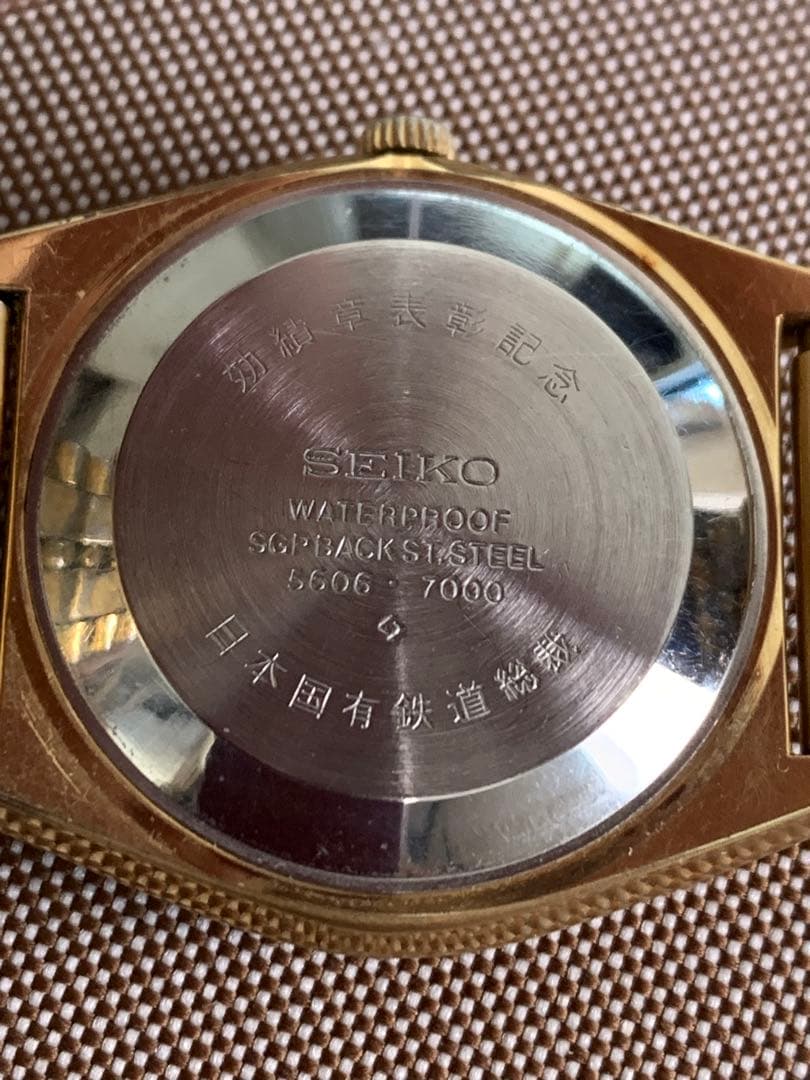 効績章表彰記念
SEIKO
WATERPROOF
SGP BACK ST. STEEL
5606・7000
日本国有鉄道総裁